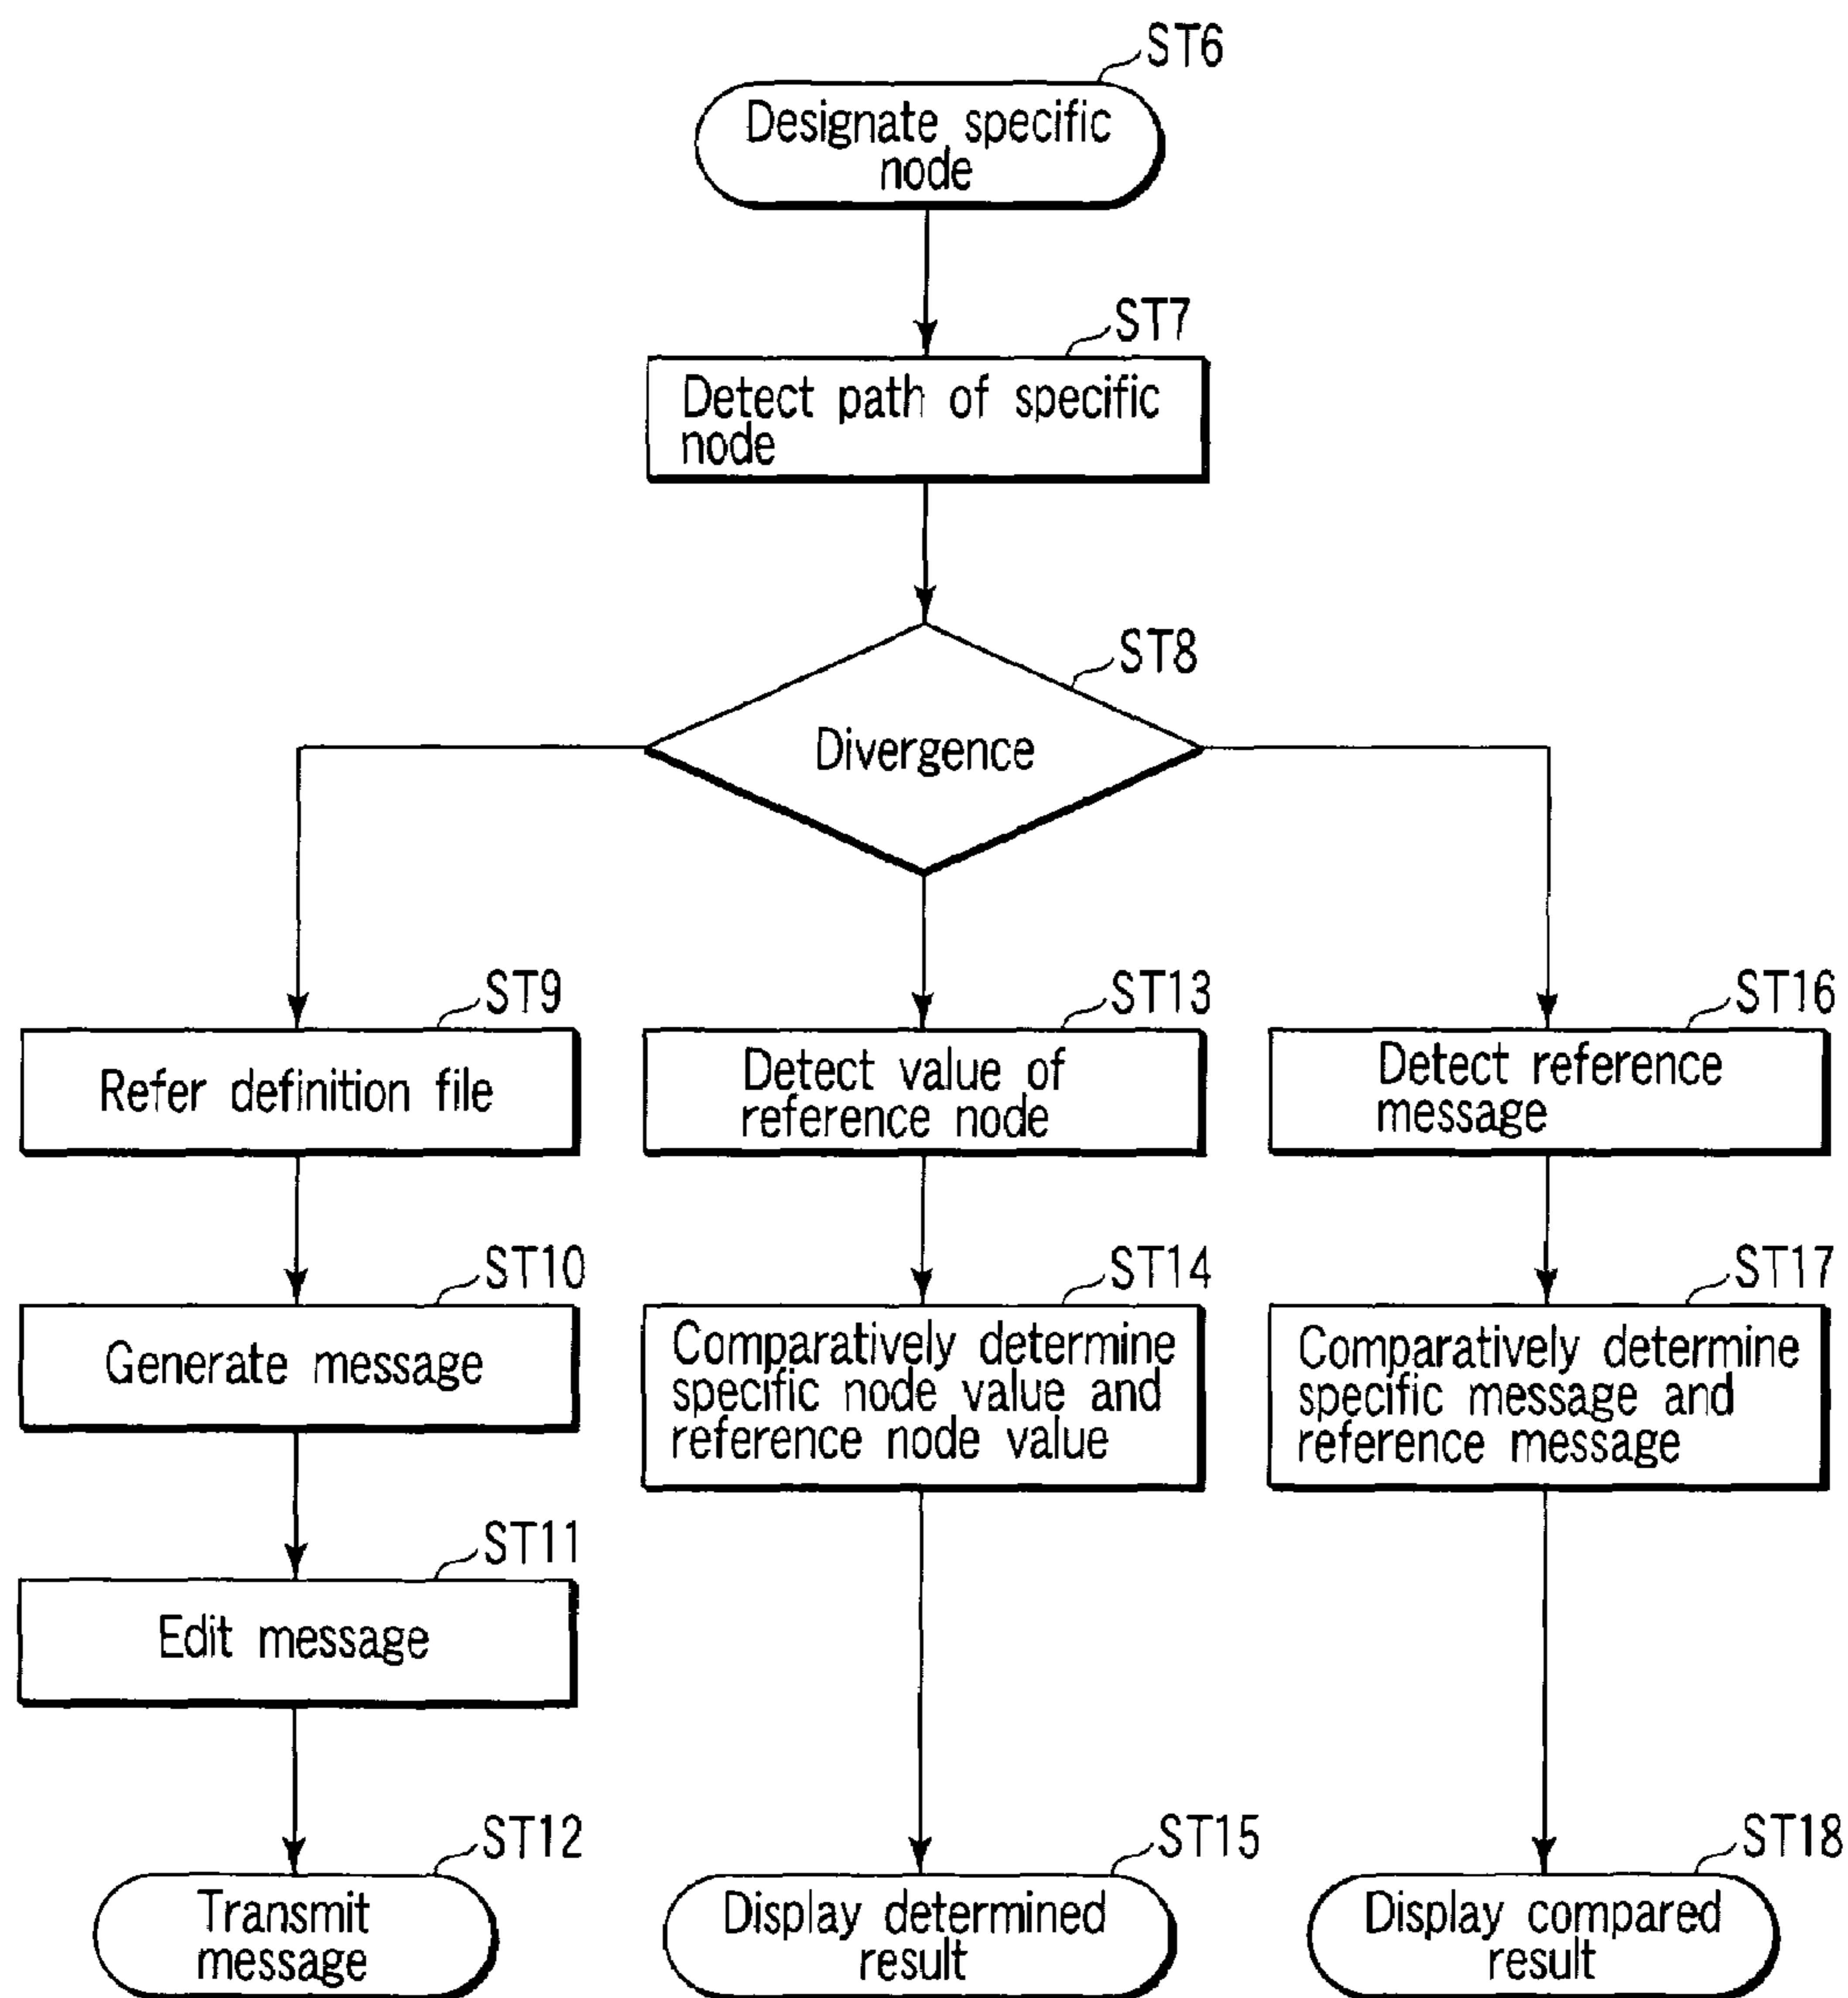 ST6
Designate specific
node
ST7
Detect path of specific
node
ST8
Divergence
ST9
Refer definition file
ST10
Generate message
ST11
Edit message
ST12
Transmit
message
ST13
Detect value of
reference node
ST14
Comparatively determine
specific node value and
reference node value
ST15
Display determined
result
ST16
Detect reference
message
ST17
Comparatively determine
specific message and
reference message
ST18
Display compared
result